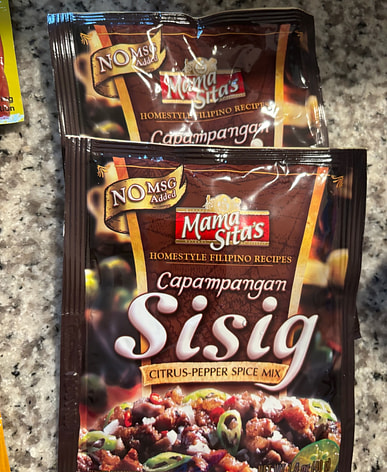 NO MSG
Added
Mama
Sita's
HOMESTYLE FILIPINO RECIPES
Capampangan
NO MSG
Added
Mama
Sita's
HOMESTYLE FILIPINO RECIPES
Capampangan
Sisig
CITRUS-PEPPER SPICE MIX